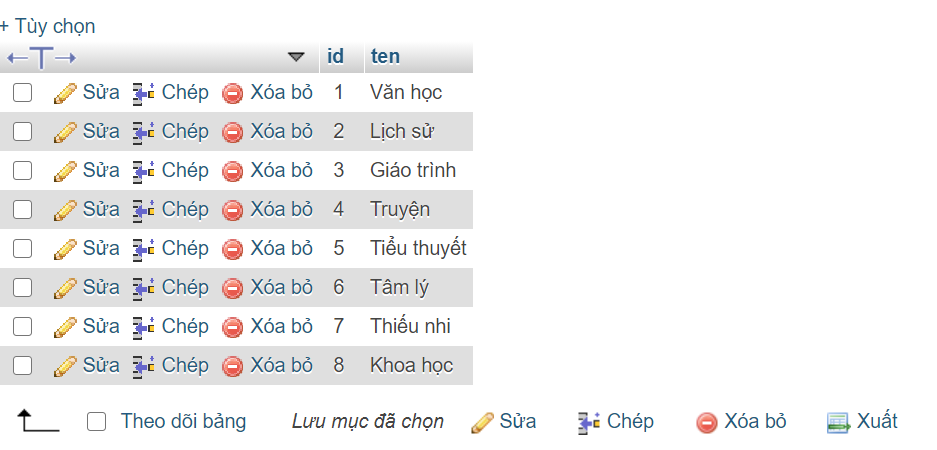 + Tùy chọn
←T→ id ten
Sửa Chép Xóa bỏ 1 Văn học
Sửa Chép Xóa bỏ 2 Lịch sử
Sửa Chép Xóa bỏ 3 Giáo trình
Sửa Chép Xóa bỏ 4 Truyện
Sửa Chép Xóa bỏ 5 Tiểu thuyết
Sửa Chép Xóa bỏ 6 Tâm lý
Sửa Chép Xóa bỏ 7 Thiếu nhi
Sửa Chép Xóa bỏ 8 Khoa học
Theo dõi bảng Lưu mục đã chọn Sửa Chép Xóa bỏ Xuất